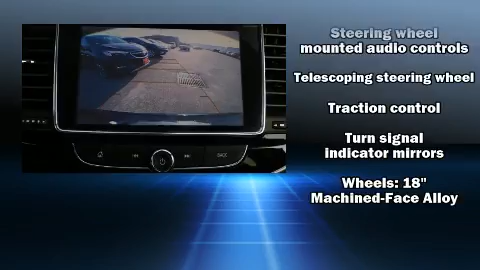 Steering wheel
mounted audio controls
Telescoping steering wheel
Traction control
Turn signal
indicator mirrors
Wheels: 18"
Machined-Face Alloy